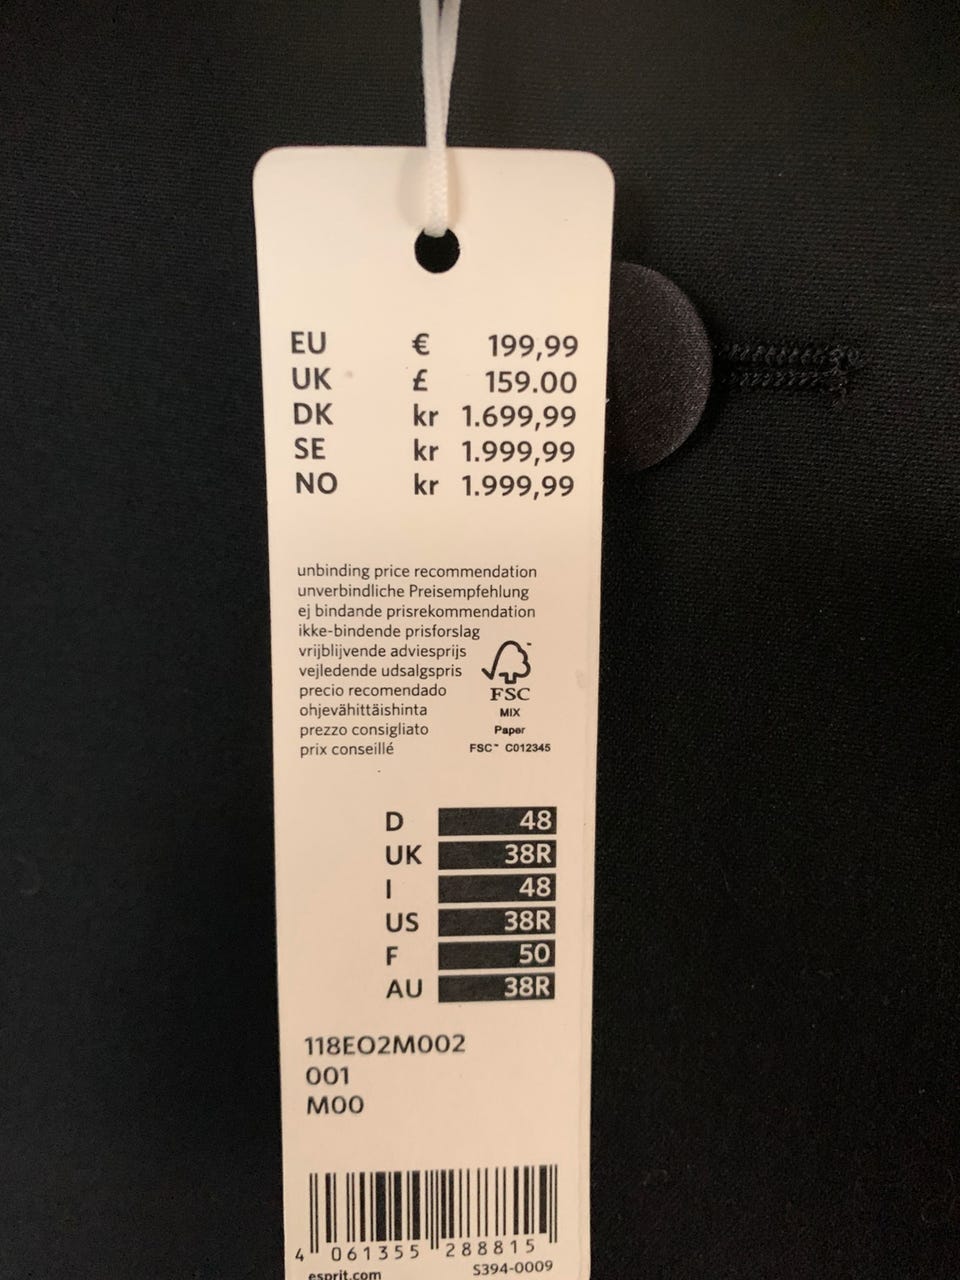 EU € 199,99
UK £ 159.00
DK kr 1.699,99
SE kr 1.999,99
NO kr 1.999,99
unbinding price recommendation
unverbindliche Preisempfehlung
ej bindande prisrekommendation
ikke-bindende prisforslag
vrijblijvende adviesprijs
vejledende udsalgspris
precio recomendado
ohjevähittäishinta
prezzo consigliato
prix conseillé
FSC
MIX
Paper
FSC™ C012345
D 48
UK 38R
I 48
US 38R
F 50
AU 38R
118EO2M002
001
M00
4 061355 288815
esprit.com S394-0009